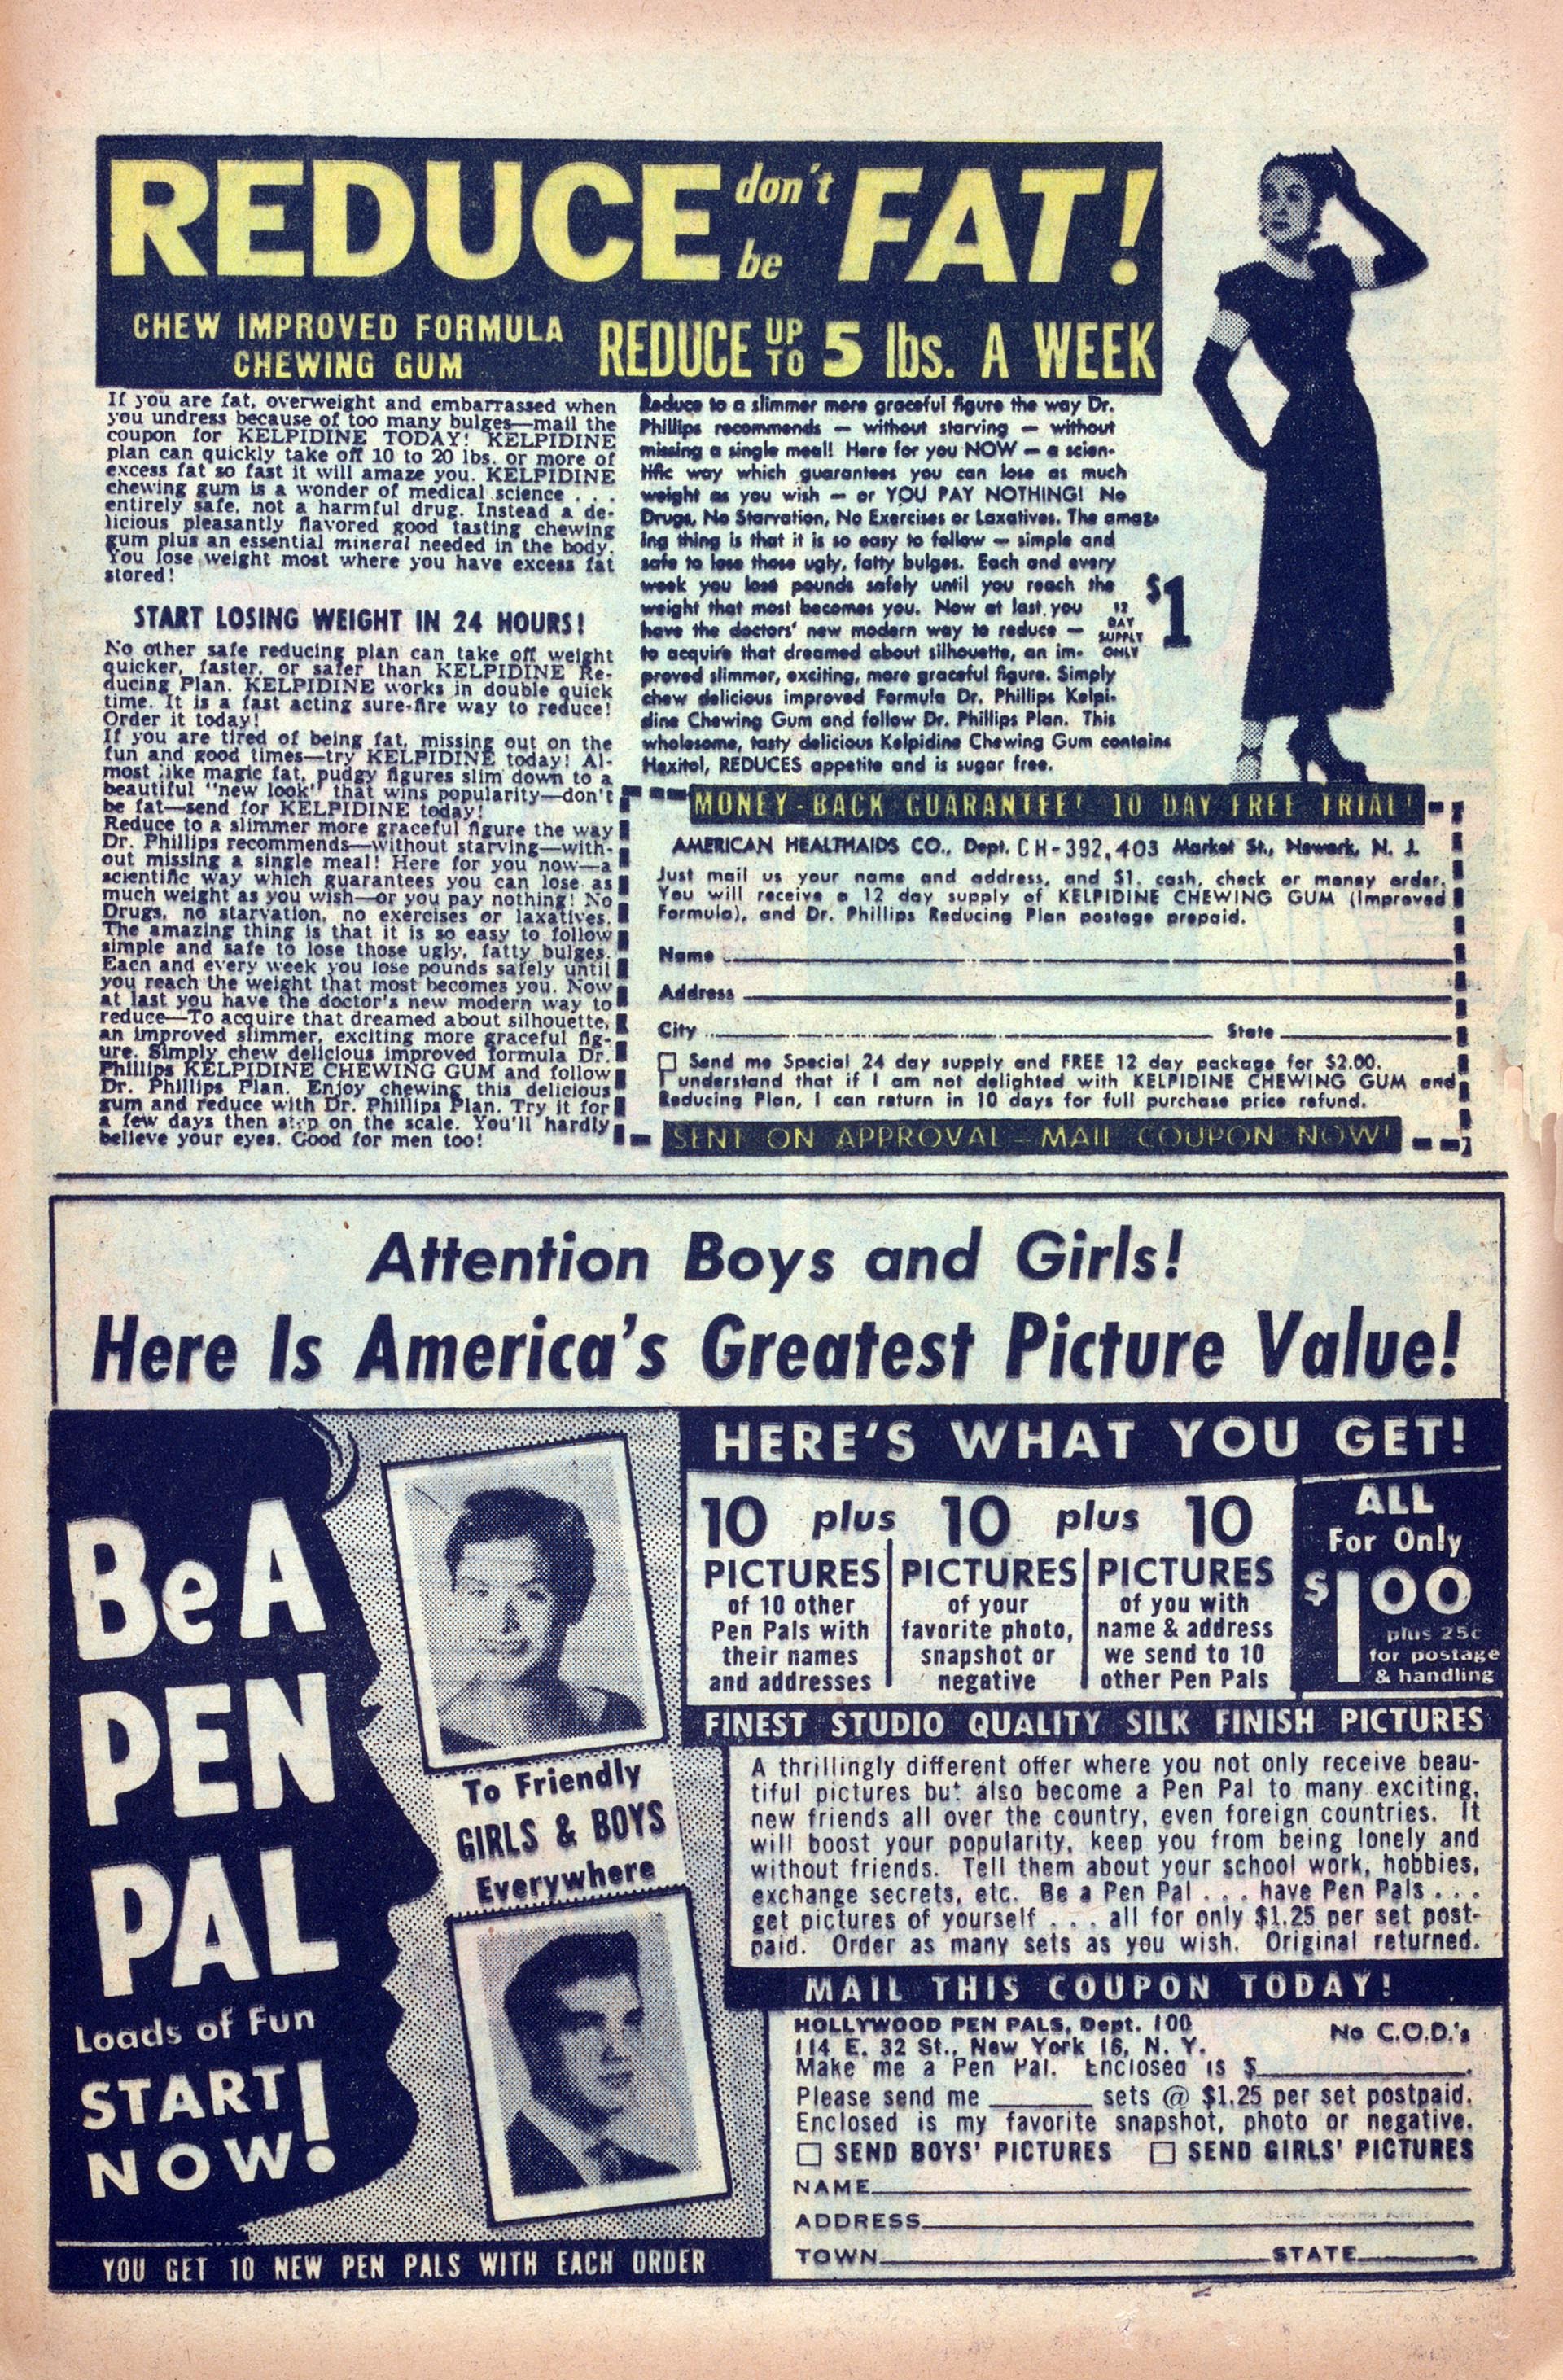 REDUCE don't be FAT!
CHEW IMPROVED FORMULA
CHEWING GUM
REDUCE UP TO 5 lbs. A WEEK
If you are fat, overweight and embarrassed when
you undress because of too many bulges—mail the
coupon for KELPIDINE TODAY! KELPIDINE
plan can quickly take off 10 to 20 lbs. or more of
excess fat so fast it will amaze you. KELPIDINE
chewing gum is a wonder of medical science . . .
entirely safe, not a harmful drug. Instead a de-
licious pleasantly flavored good tasting chewing
gum plus an essential mineral needed in the body.
You lose weight most where you have excess fat
stored!
START LOSING WEIGHT IN 24 HOURS!
No other safe reducing plan can take off weight
quicker, faster, or safer than KELPIDINE Re-
ducing Plan. KELPIDINE works in double quick
time. It is a fast acting sure-fire way to reduce!
Order it today!
If you are tired of being fat, missing out on the
fun and good times—try KELPIDINE today! Al-
most like magic fat, pudgy figures slim down to a
beautiful "new look" that wins popularity—don't
be fat—send for KELPIDINE today!
Reduce to a slimmer more graceful figure the way
Dr. Phillips recommends—without starving—with-
out missing a single meal! Here for you now—a
scientific way which guarantees you can lose as
much weight as you wish—or you pay nothing! No
Drugs, no starvation, no exercises or laxatives.
The amazing thing is that it is so easy to follow
simple and safe to lose those ugly, fatty bulges.
Each and every week you lose pounds safely until
you reach the weight that most becomes you. Now
at last you have the doctor's new modern way to
reduce—To acquire that dreamed about silhouette,
an improved slimmer, exciting more graceful fig-
ure. Simply chew delicious improved formula Dr.
Phillips KELPIDINE CHEWING GUM and follow
Dr. Phillips Plan. Enjoy chewing this delicious
gum and reduce with Dr. Phillips Plan. Try it for
a few days then step on the scale. You'll hardly
believe your eyes. Good for men too!
Reduce to a slimmer more graceful figure the way Dr.
Phillips recommends — without starving — without
missing a single meal! Here for you NOW — a scien-
tific way which guarantees you can lose as much
weight as you wish — or YOU PAY NOTHING! No
Drugs, No Starvation, No Exercises or Laxatives. The amaz-
ing thing is that it is so easy to follow — simple and
safe to lose those ugly, fatty bulges. Each and every
week you lose pounds safely until you reach the
weight that most becomes you. Now at last you
have the doctors' new modern way to reduce —
to acquire that dreamed about silhouette, an im-
proved slimmer, exciting, more graceful figure. Simply
chew delicious improved Formula Dr. Phillips Kelpi-
dine Chewing Gum and follow Dr. Phillips Plan. This
wholesome, tasty delicious Kelpidine Chewing Gum contains
Hexitol, REDUCES appetite and is sugar free.
12 DAY SUPPLY ONLY $1
MONEY-BACK GUARANTEE! 10 DAY FREE TRIAL!
AMERICAN HEALTHAIDS CO., Dept. CH-392, 403 Market St., Newark, N. J.
Just mail us your name and address, and $1. cash, check or money order.
You will receive a 12 day supply of KELPIDINE CHEWING GUM (Improved
Formula), and Dr. Phillips Reducing Plan postage prepaid.
Name
Address
City State
Send me Special 24 day supply and FREE 12 day package for $2.00.
I understand that if I am not delighted with KELPIDINE CHEWING GUM and
Reducing Plan, I can return in 10 days for full purchase price refund.
SENT ON APPROVAL—MAIL COUPON NOW!
Attention Boys and Girls!
Here Is America's Greatest Picture Value!
Be A
PEN
PAL
Loads of Fun
START
NOW!
To Friendly
GIRLS & BOYS
Everywhere
YOU GET 10 NEW PEN PALS WITH EACH ORDER
HERE'S WHAT YOU GET!
10 plus 10 plus 10
PICTURES
of 10 other
Pen Pals with
their names
and addresses
PICTURES
of your
favorite photo,
snapshot or
negative
PICTURES
of you with
name & address
we send to 10
other Pen Pals
ALL
For Only
$1 00
plus 25c
for postage
& handling
FINEST STUDIO QUALITY SILK FINISH PICTURES
A thrillingly different offer where you not only receive beau-
tiful pictures but also become a Pen Pal to many exciting,
new friends all over the country, even foreign countries. It
will boost your popularity, keep you from being lonely and
without friends. Tell them about your school work, hobbies,
exchange secrets, etc. Be a Pen Pal . . . have Pen Pals . . .
get pictures of yourself . . . all for only $1.25 per set post-
paid. Order as many sets as you wish. Original returned.
MAIL THIS COUPON TODAY!
HOLLYWOOD PEN PALS, Dept. 100
No C.O.D.'s
114 E. 32 St., New York 16, N. Y.
Make me a Pen Pal. Enclosed is $
Please send me sets @ $1.25 per set postpaid.
Enclosed is my favorite snapshot, photo or negative.
SEND BOYS' PICTURES SEND GIRLS' PICTURES
NAME
ADDRESS
TOWN STATE